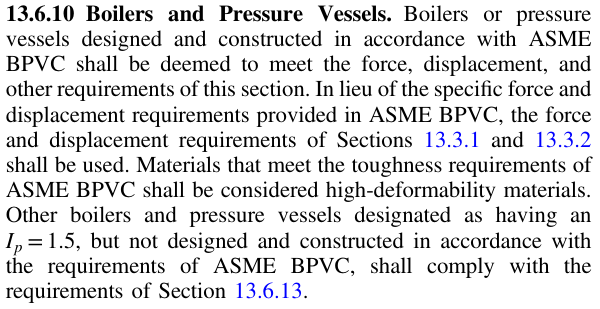 13.6.10 Boilers and Pressure Vessels. Boilers or pressure
vessels designed and constructed in accordance with ASME
BPVC shall be deemed to meet the force, displacement, and
other requirements of this section. In lieu of the specific force and
displacement requirements provided in ASME BPVC, the force
and displacement requirements of Sections 13.3.1 and 13.3.2
shall be used. Materials that meet the toughness requirements of
ASME BPVC shall be considered high-deformability materials.
Other boilers and pressure vessels designated as having an
Iₚ = 1.5, but not designed and constructed in accordance with
the requirements of ASME BPVC, shall comply with the
requirements of Section 13.6.13.